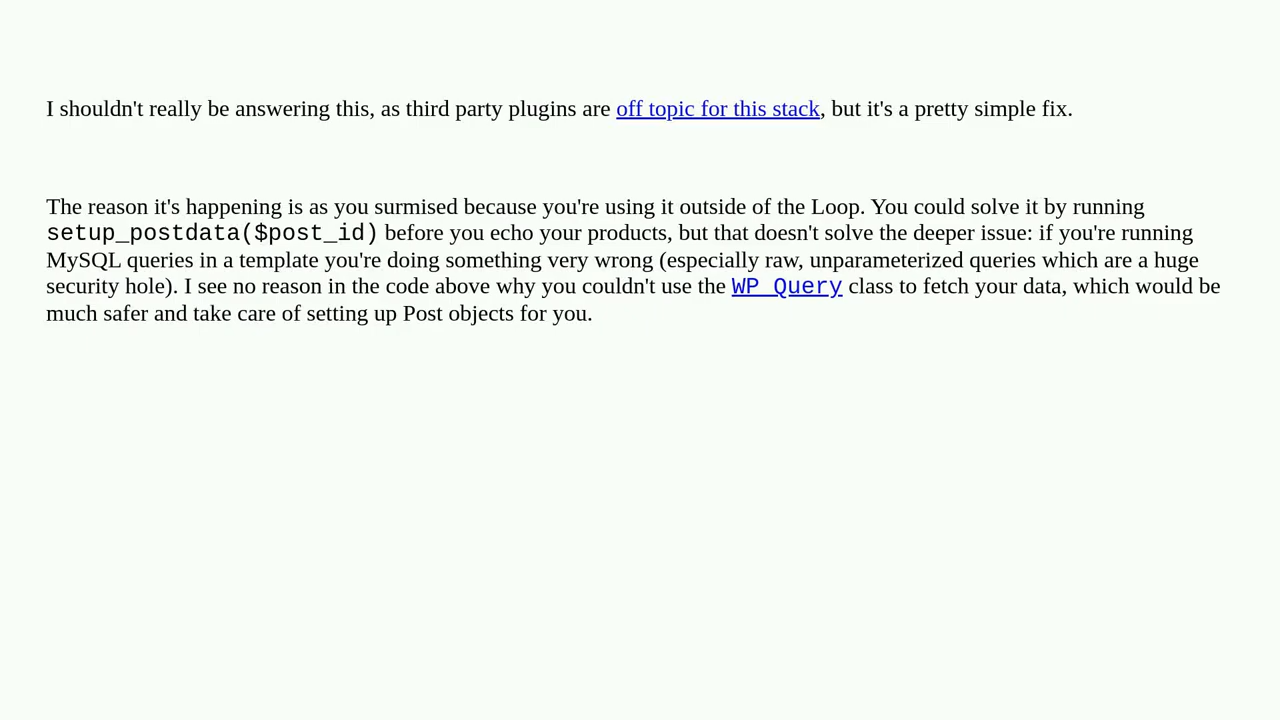 I shouldn't really be answering this, as third party plugins are off topic for this stack, but it's a pretty simple fix.
The reason it's happening is as you surmised because you're using it outside of the Loop. You could solve it by running
setup_postdata($post_id) before you echo your products, but that doesn't solve the deeper issue: if you're running
MySQL queries in a template you're doing something very wrong (especially raw, unparameterized queries which are a huge
security hole). I see no reason in the code above why you couldn't use the WP_Query class to fetch your data, which would be
much safer and take care of setting up Post objects for you.